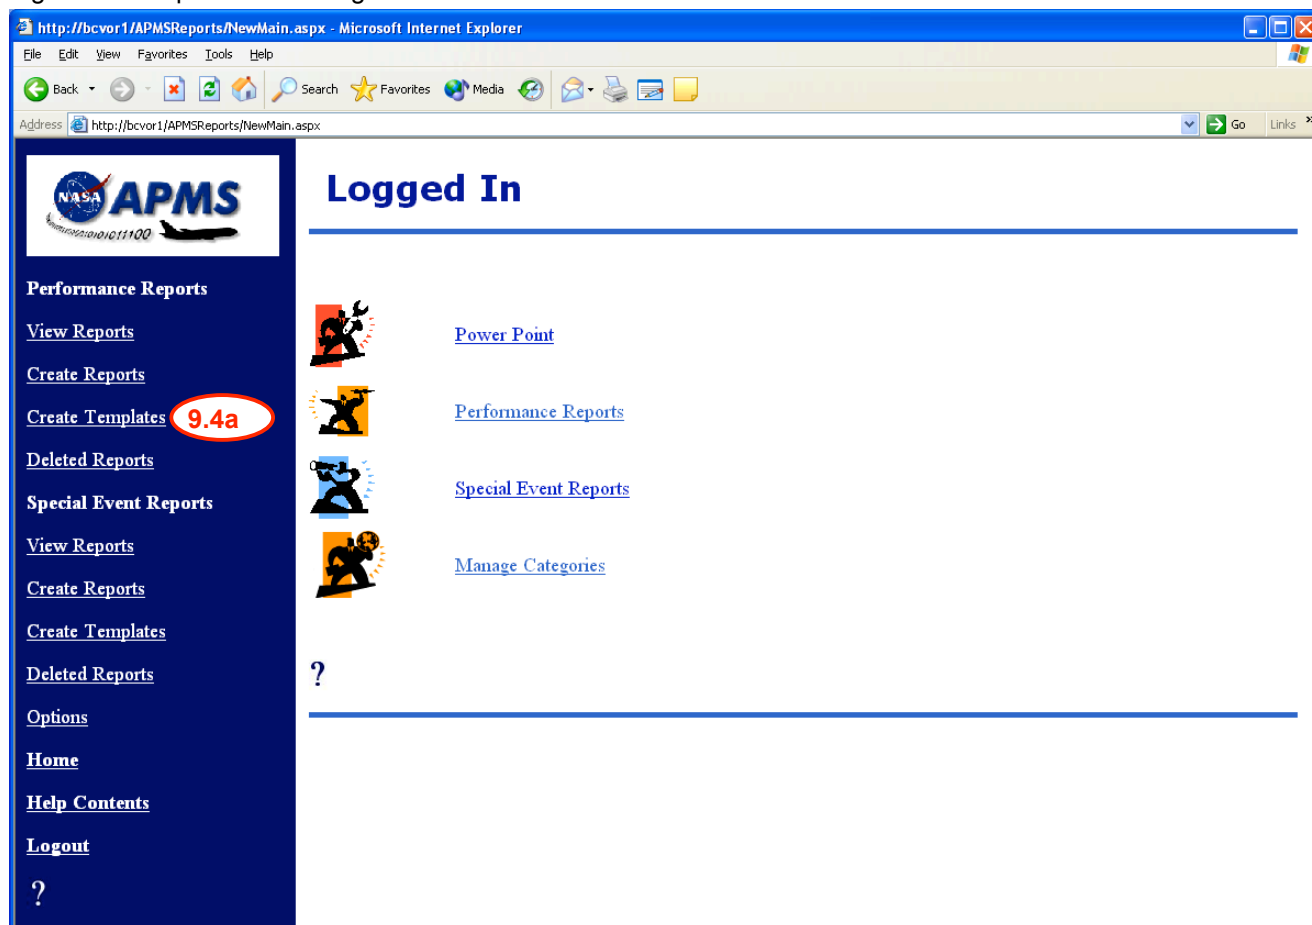 http://bcvor1/APMSReports/NewMain.aspx - Microsoft Internet Explorer
File Edit View Favorites Tools Help
Back Search Favorites Media
Address http://bcvor1/APMSReports/NewMain.aspx Go Links »
NASA APMS
Logged In
Performance Reports
View Reports
Create Reports
Create Templates 9.4a
Deleted Reports
Special Event Reports
View Reports
Create Reports
Create Templates
Deleted Reports
Options
Home
Help Contents
Logout
?
Power Point
Performance Reports
Special Event Reports
Manage Categories
?